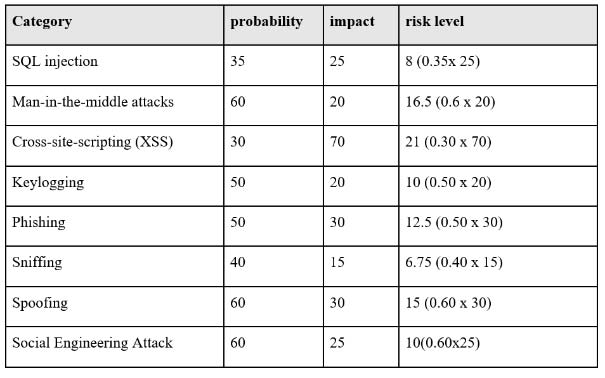 Category probability impact risk level
SQL injection 35 25 8 (0.35x 25)
Man-in-the-middle attacks 60 20 16.5 (0.6 x 20)
Cross-site-scripting (XSS) 30 70 21 (0.30 x 70)
Keylogging 50 20 10 (0.50 x 20)
Phishing 50 30 12.5 (0.50 x 30)
Sniffing 40 15 6.75 (0.40 x 15)
Spoofing 60 30 15 (0.60 x 30)
Social Engineering Attack 60 25 10(0.60x25)